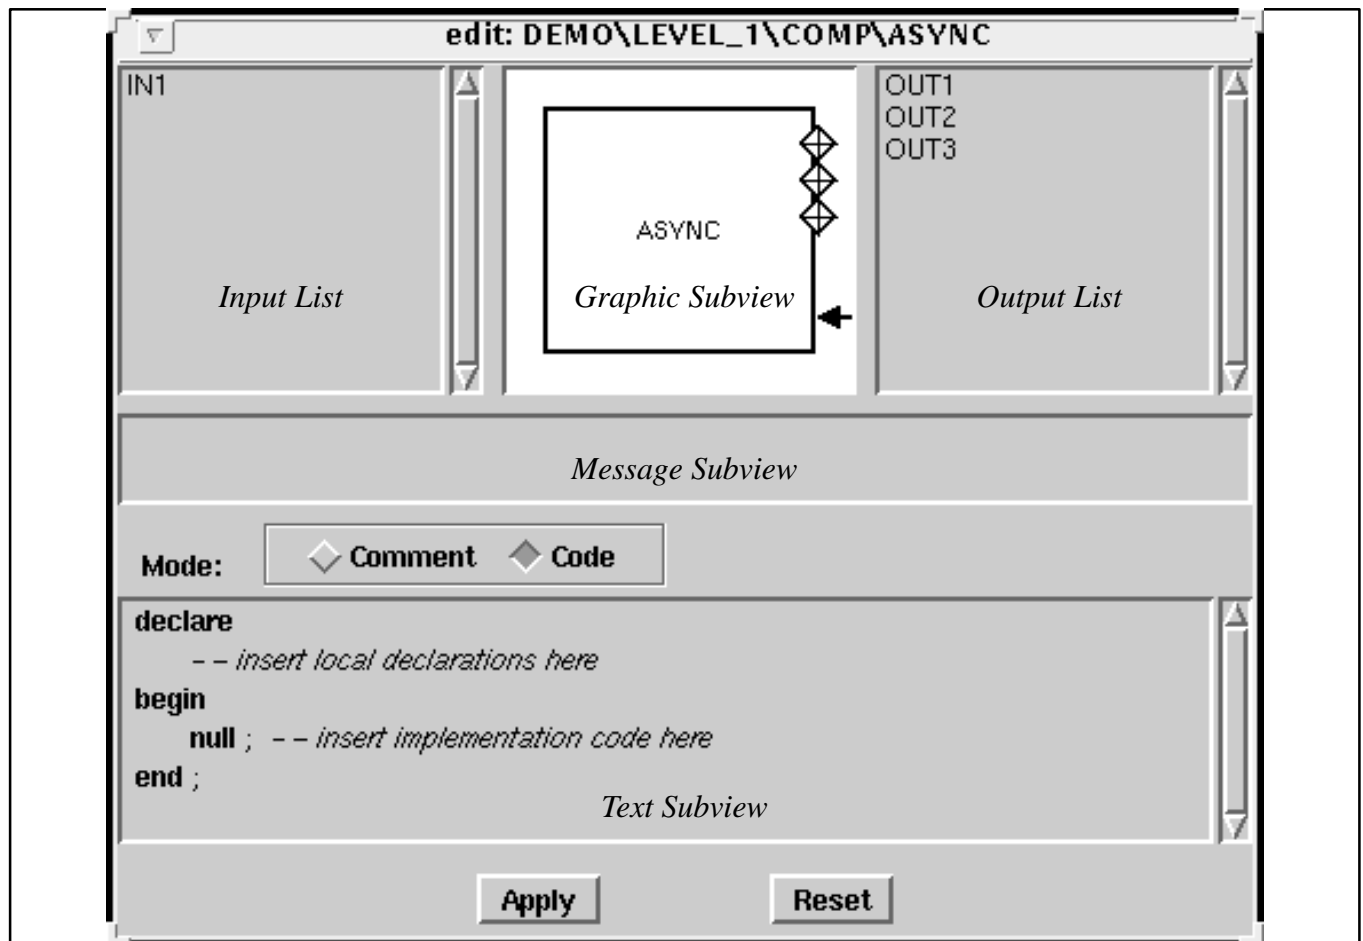 edit: DEMO\LEVEL_1\COMP\ASYNC
IN1
Input List
ASYNC
Graphic Subview
OUT1
OUT2
OUT3
Output List
Message Subview
Mode:
Comment
Code
declare
-- insert local declarations here
begin
null ; -- insert implementation code here
end ;
Text Subview
Apply
Reset